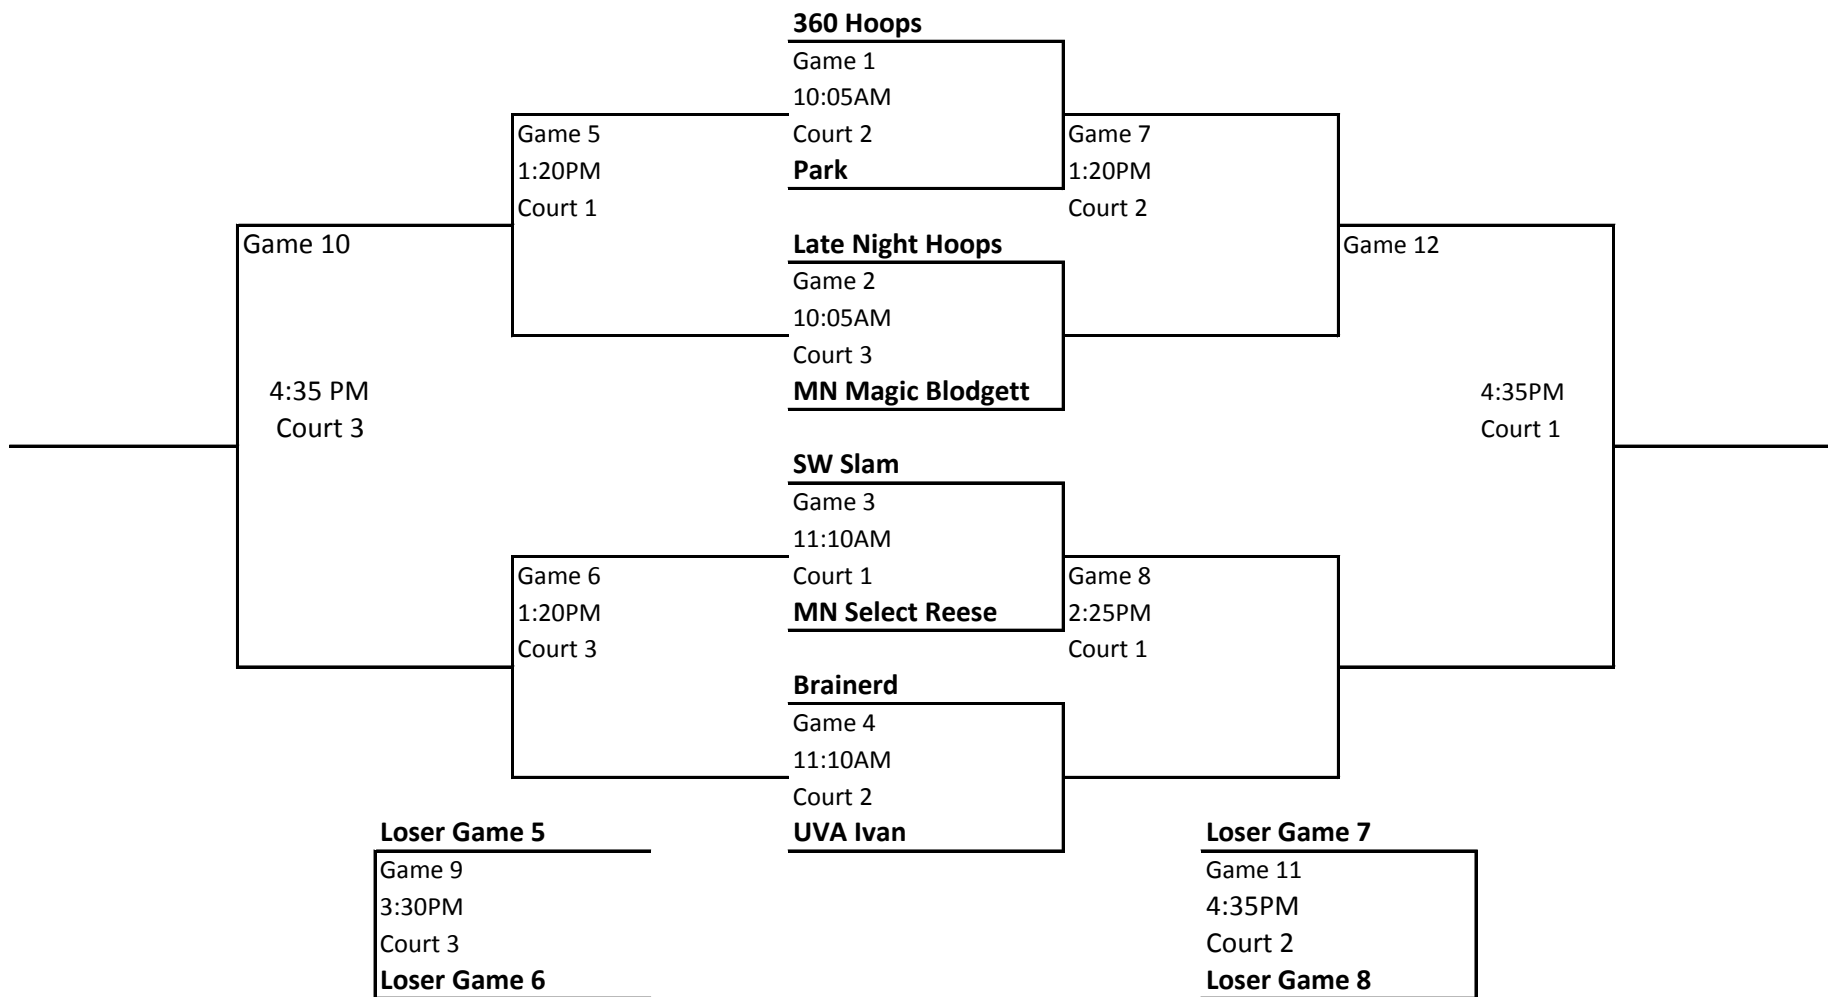 360 Hoops
Game 1
10:05AM
Court 2
Park
Game 5
1:20PM
Court 1
Game 7
1:20PM
Court 2
Game 10
4:35 PM
Court 3
Late Night Hoops
Game 2
10:05AM
Court 3
MN Magic Blodgett
Game 12
4:35PM
Court 1
SW Slam
Game 3
11:10AM
Court 1
MN Select Reese
Game 6
1:20PM
Court 3
Game 8
2:25PM
Court 1
Brainerd
Game 4
11:10AM
Court 2
UVA Ivan
Loser Game 5
Game 9
3:30PM
Court 3
Loser Game 6
Loser Game 7
Game 11
4:35PM
Court 2
Loser Game 8